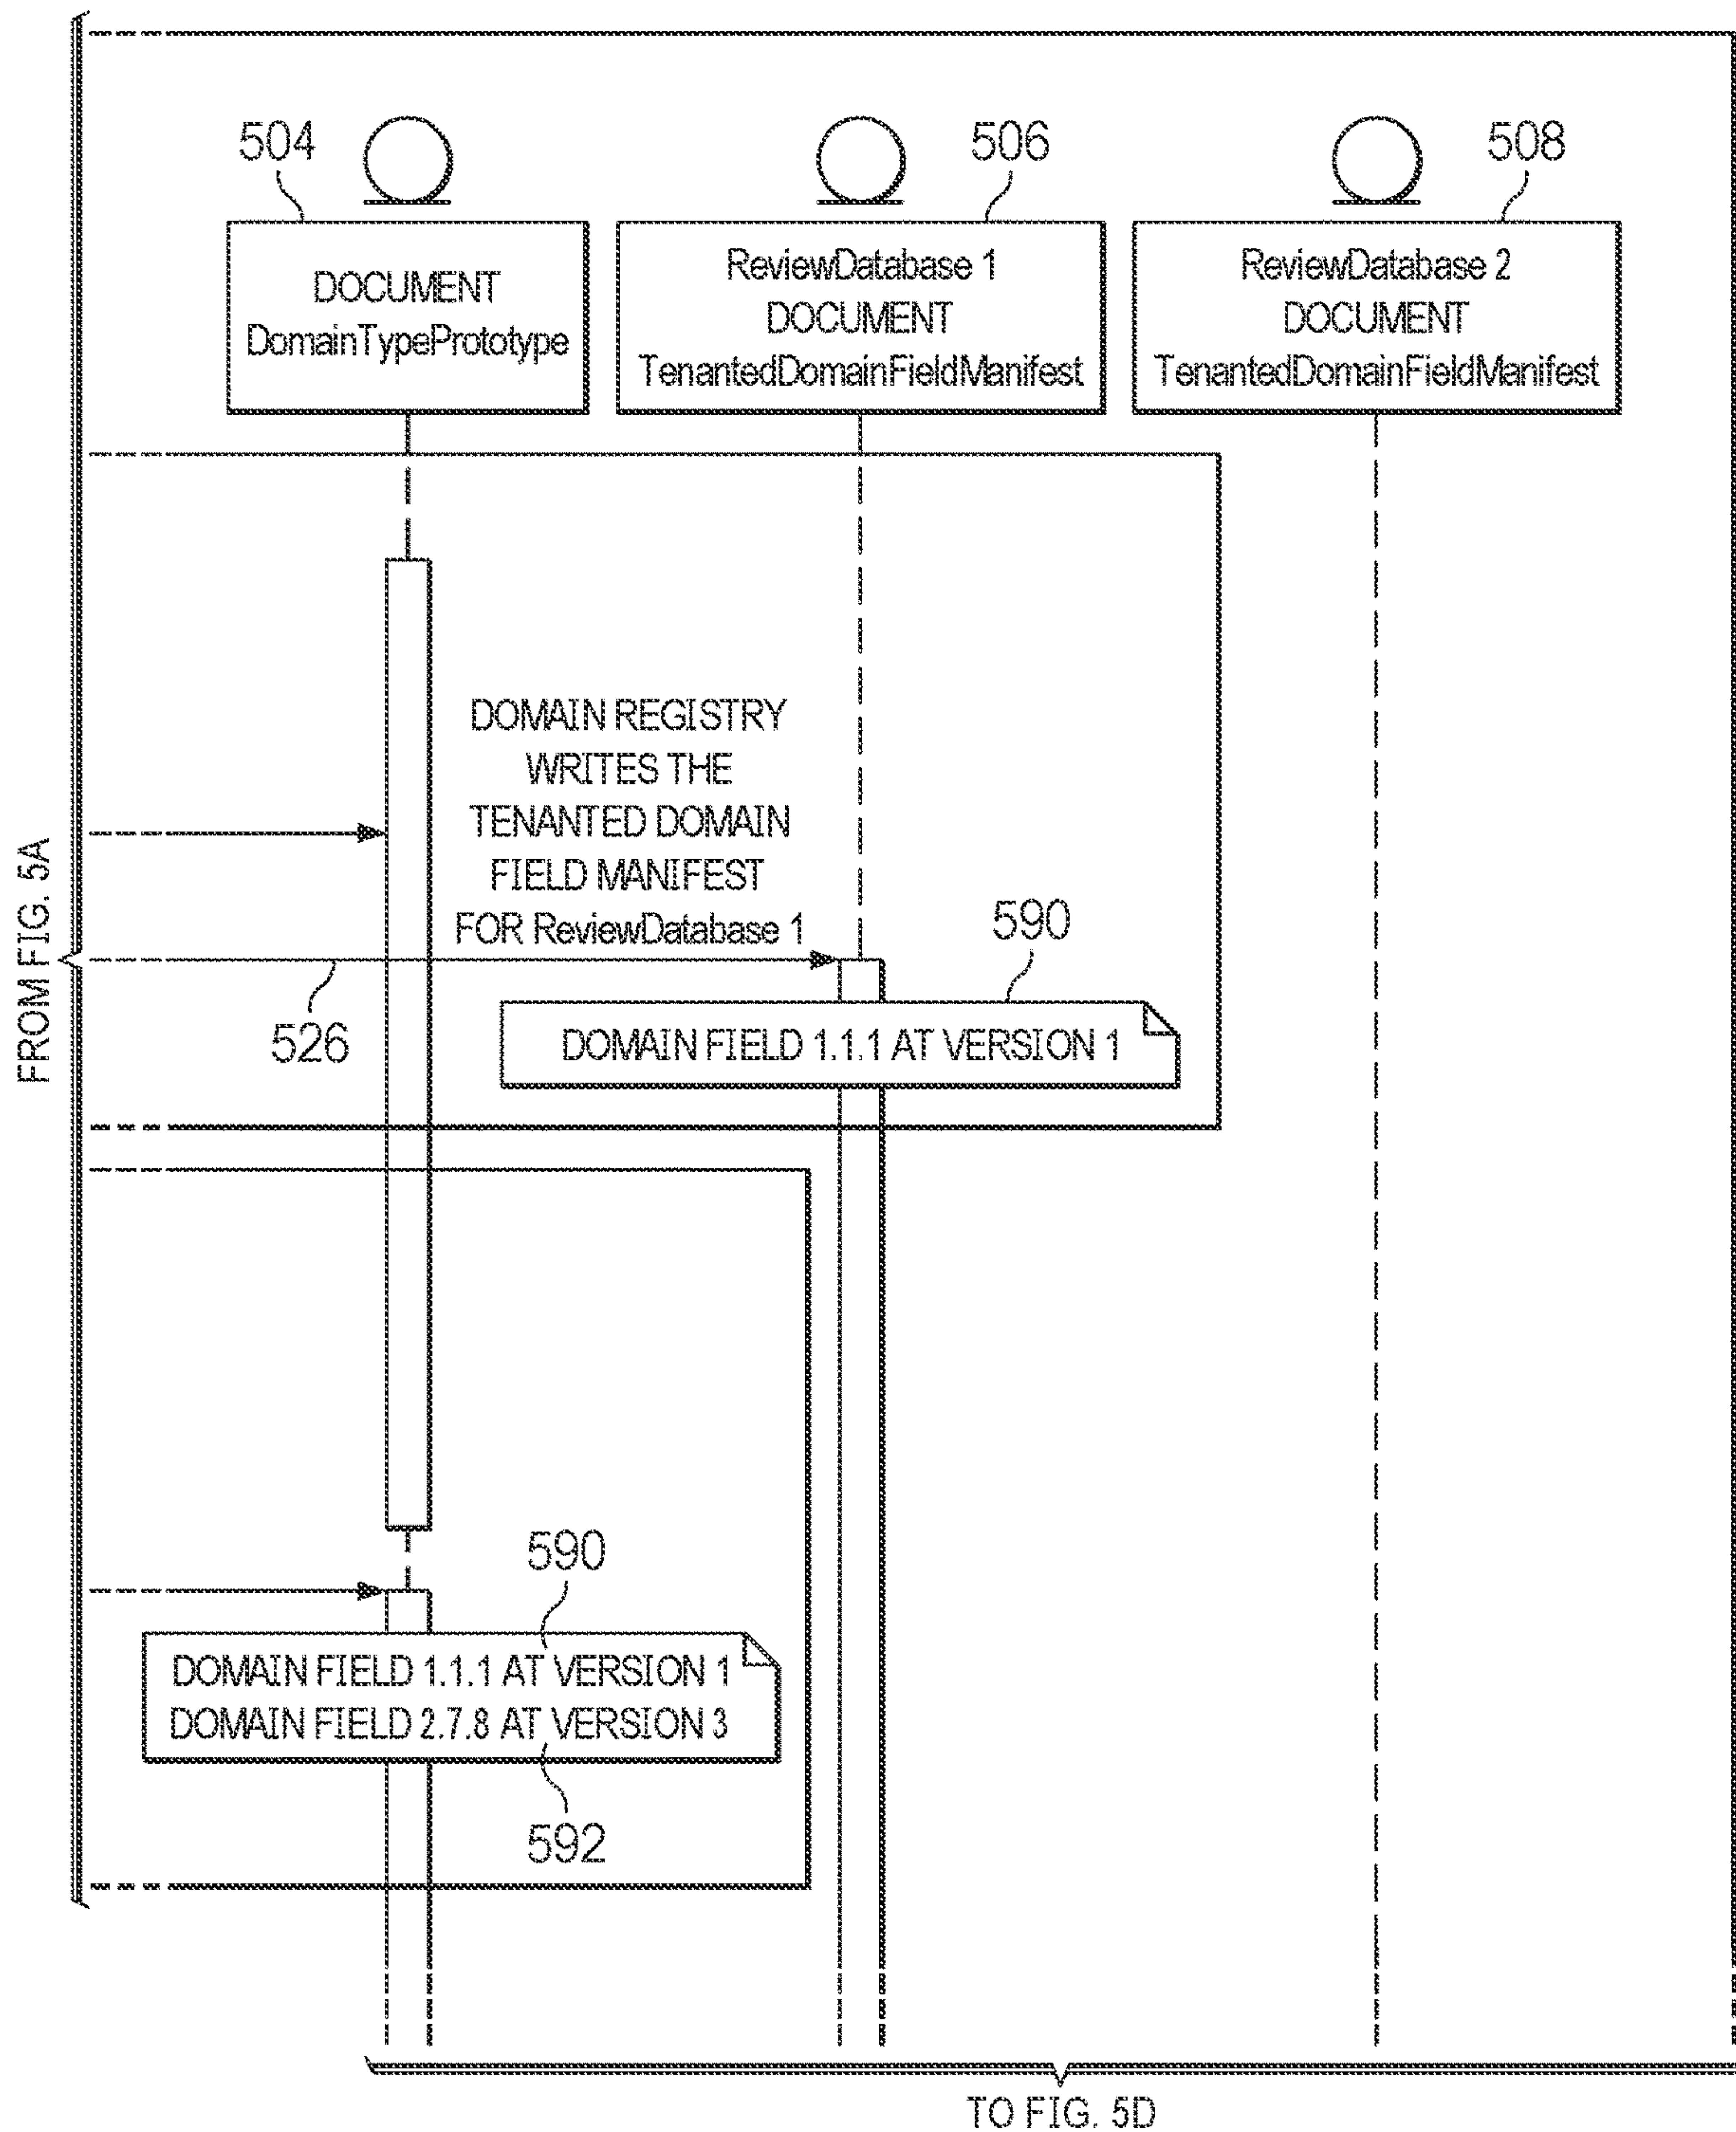 504
506
508
DOCUMENT
DomainTypePrototype
ReviewDatabase 1
DOCUMENT
TenantedDomainFieldManifest
ReviewDatabase 2
DOCUMENT
TenantedDomainFieldManifest
FROM FIG. 5A
DOMAIN REGISTRY
WRITES THE
TENANTED DOMAIN
FIELD MANIFEST
FOR ReviewDatabase 1
526
590
DOMAIN FIELD 1.1.1 AT VERSION 1
590
DOMAIN FIELD 1.1.1 AT VERSION 1
DOMAIN FIELD 2.7.8 AT VERSION 3
592
TO FIG. 5D